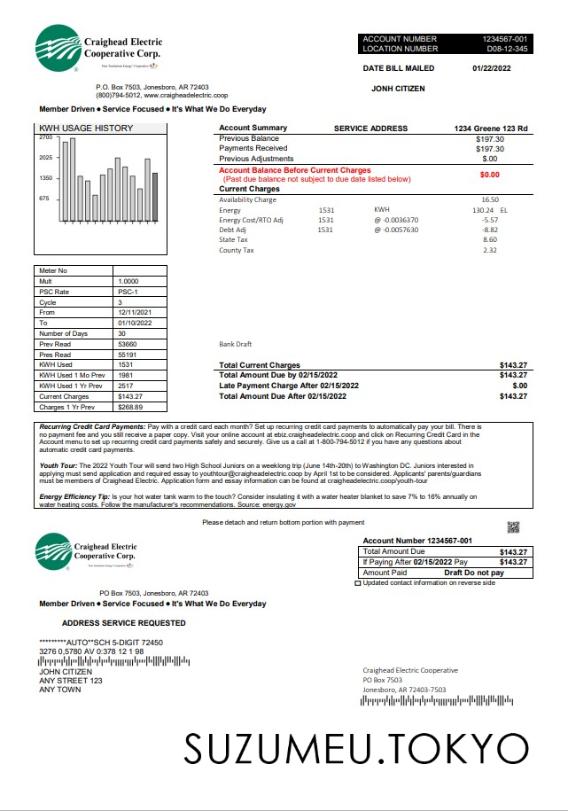 Craighead Electric
Cooperative Corp.
P.O. Box 7503, Jonesboro, AR 72403
(800)794-5012, www.craigheadelectric.coop
Member Driven ● Service Focused ● It's What We Do Everyday
ACCOUNT NUMBER 1234567-001
LOCATION NUMBER D08-12-345
DATE BILL MAILED 01/22/2022
JONH CITIZEN
KWH USAGE HISTORY
2700
2025
1350
675
Account Summary SERVICE ADDRESS 1234 Greene 123 Rd
Previous Balance $197.30
Payments Received $197.30
Previous Adjustments $.00
Account Balance Before Current Charges $0.00
(Past due balance not subject to due date listed below)
Current Charges
Availability Charge 16.50
Energy 1531 KWH 130.24 EL
Energy Cost/RTO Adj 1531 @ -0.0036370 -5.57
Debt Adj 1531 @ -0.0057630 -8.82
State Tax 8.60
County Tax 2.32
Meter No
Mult 1.0000
PSC Rate PSC-1
Cycle 3
From 12/11/2021
To 01/10/2022
Number of Days 30
Prev Read 53660
Pres Read 55191
KWH Used 1531
KWH Used 1 Mo Prev 1981
KWH Used 1 Yr Prev 2517
Current Charges $143.27
Charges 1 Yr Prev $268.89
Bank Draft
Total Current Charges $143.27
Total Amount Due by 02/15/2022 $143.27
Late Payment Charge After 02/15/2022 $.00
Total Amount Due After 02/15/2022 $143.27
Recurring Credit Card Payments: Pay with a credit card each month? Set up recurring credit card payments to automatically pay your bill. There is
no payment fee and you still receive a paper copy. Visit your online account at ebiz.craigheadelectric.coop and click on Recurring Credit Card in the
Account menu to set up recurring credit card payments safely and securely. Give us a call at 1-800-794-5012 if you have any questions about
automatic credit card payments.
Youth Tour: The 2022 Youth Tour will send two High School Juniors on a weeklong trip (June 14th-20th) to Washington DC. Juniors interested in
applying must send application and required essay to youthtour@craigheadelectric.coop by April 1st to be considered. Applicants' parents/guardians
must be members of Craighead Electric. Application form and essay information can be found at craigheadelectric.coop/youth-tour
Energy Efficiency Tip: Is your hot water tank warm to the touch? Consider insulating it with a water heater blanket to save 7% to 16% annually on
water heating costs. Follow the manufacturer's recommendations. Source: energy.gov
Please detach and return bottom portion with payment
Craighead Electric
Cooperative Corp.
PO Box 7503, Jonesboro, AR 72403
Member Driven ● Service Focused ● It's What We Do Everyday
Account Number 1234567-001
Total Amount Due $143.27
If Paying After 02/15/2022 Pay $143.27
Amount Paid Draft Do not pay
Updated contact information on reverse side
ADDRESS SERVICE REQUESTED
*********AUTO**SCH 5-DIGIT 72450
3276 0,5780 AV 0:378 12 1 98
JOHN CITIZEN
ANY STREET 123
ANY TOWN
Craighead Electric Cooperative
PO Box 7503
Jonesboro, AR 72403-7503
SUZUMEU.TOKYO